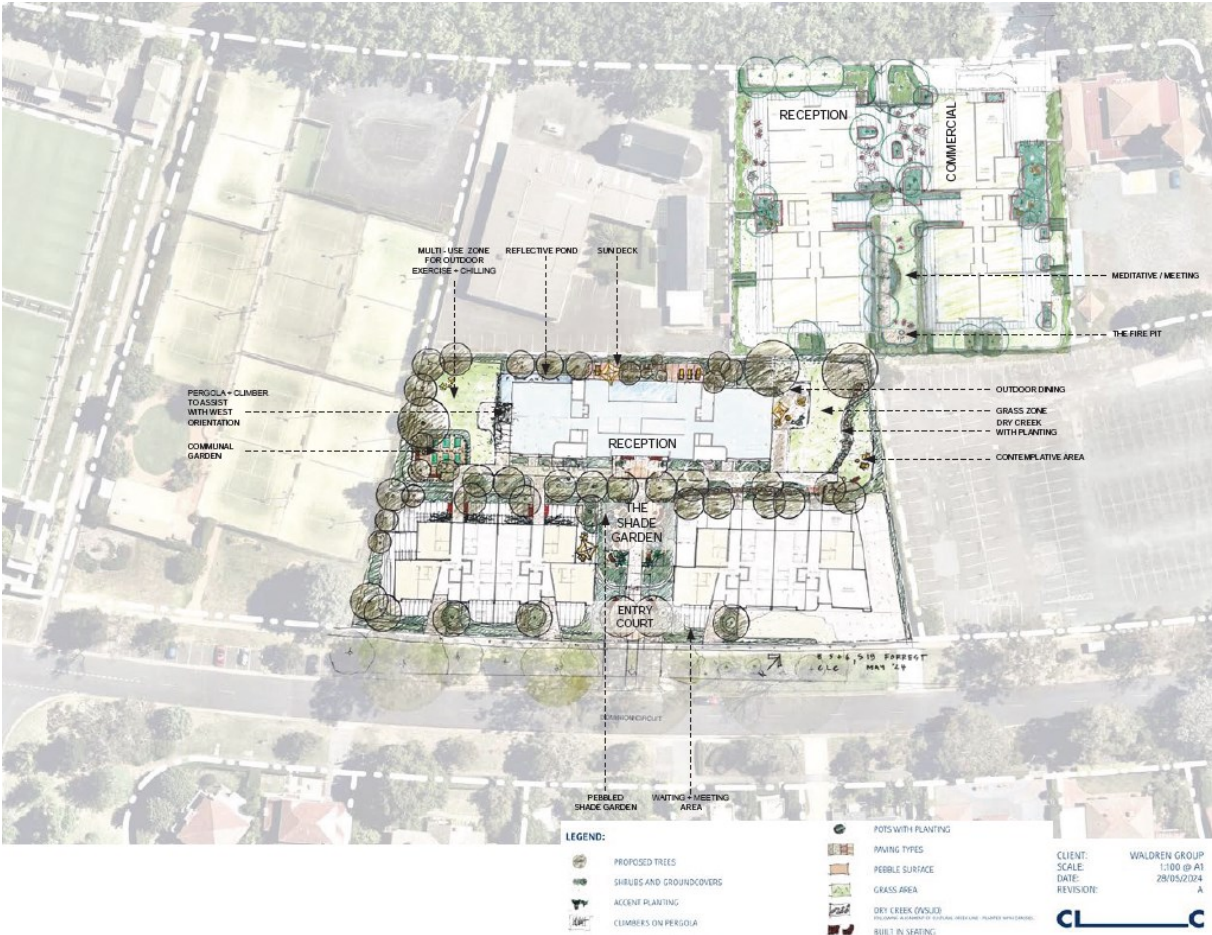 RECEPTION
COMMERCIAL
MULTI - USE ZONE
FOR OUTDOOR
EXERCISE + CHILLING
REFLECTIVE POND
SUN DECK
MEDITATIVE / MEETING
THE FIRE PIT
PERGOLA + CLIMBER
TO ASSIST
WITH WEST
ORIENTATION
COMMUNAL
GARDEN
OUTDOOR DINING
GRASS ZONE
DRY CREEK
WITH PLANTING
CONTEMPLATIVE AREA
RECEPTION
THE
SHADE
GARDEN
ENTRY
COURT
FORREST
C.L.C MAY '24
PEBBLED
SHADE GARDEN
WAITING + MEETING
AREA
LEGEND:
PROPOSED TREES
SHRUBS AND GROUNDCOVERS
ACCENT PLANTING
CLIMBERS ON PERGOLA
POTS WITH PLANTING
PAVING TYPES
PEBBLE SURFACE
GRASS AREA
DRY CREEK
BUILT IN SEATING
CLIENT: WALDREN GROUP
SCALE: 1:100 @ A1
DATE: 28/05/2024
REVISION: A
CL C